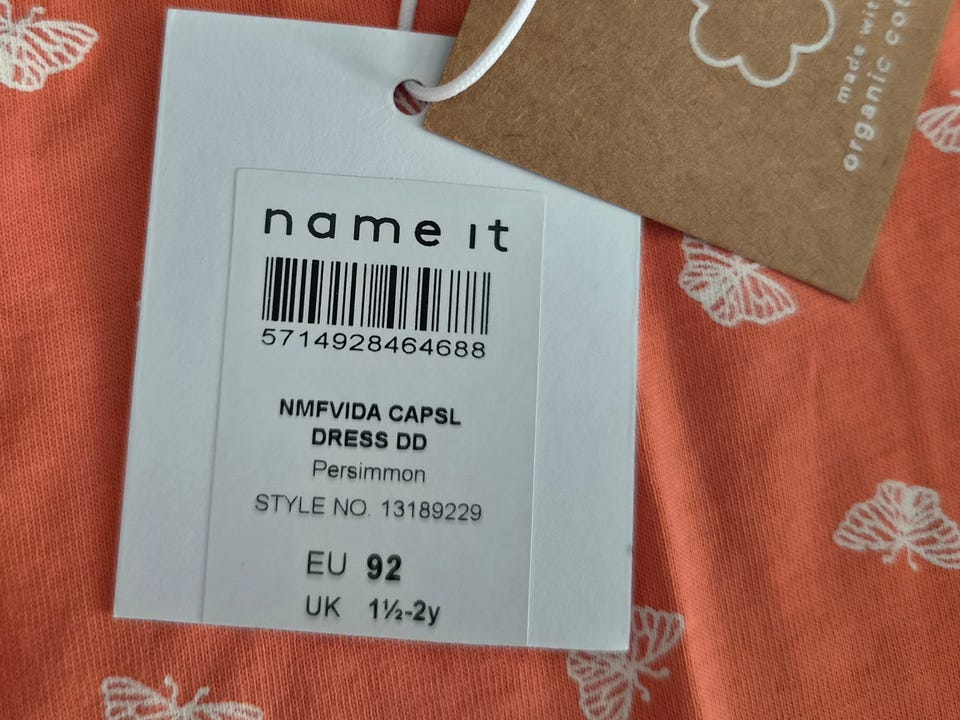 name it
5714928464688
NMFVIDA CAPSL
DRESS DD
Persimmon
STYLE NO. 13189229
EU 92
UK 1½-2y
made with
organic